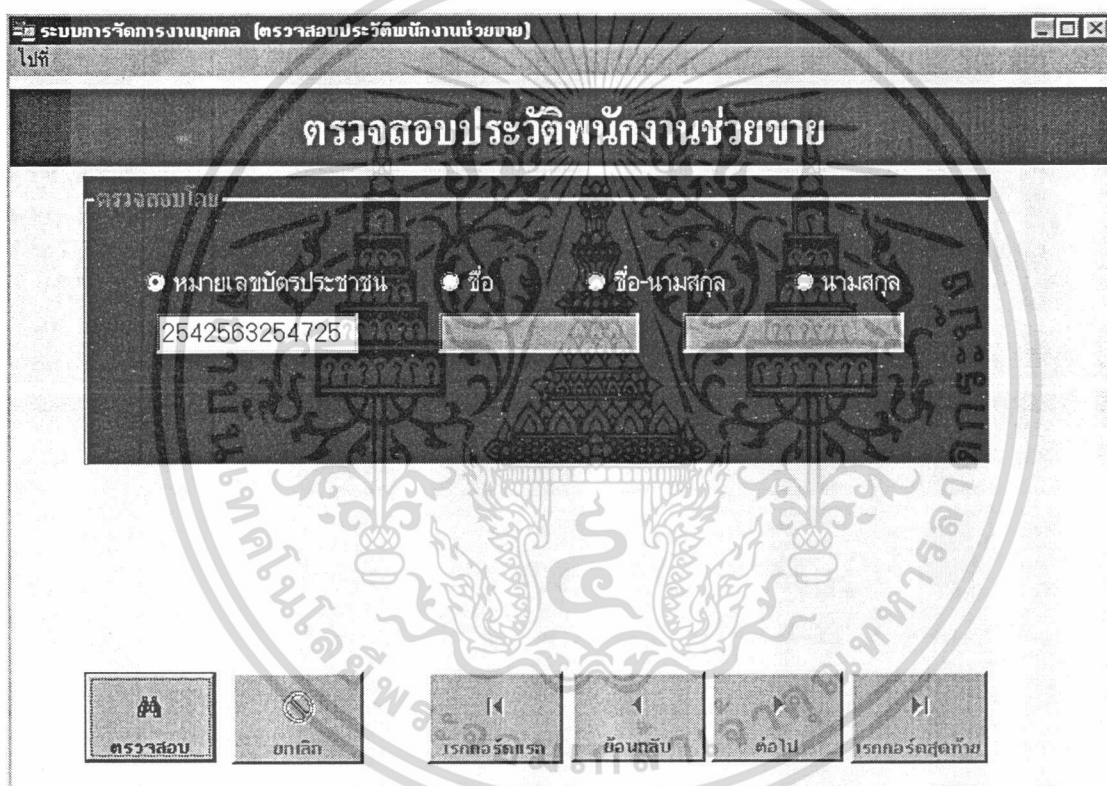 ระบบการจัดการงานบุคคล (ตรวจสอบประวัติพนักงานช่วยขาย)
ไปที่
ตรวจสอบประวัติพนักงานช่วยขาย
ตรวจสอบโดย
หมายเลขบัตรประชาชน ชื่อ ชื่อ-นามสกุล นามสกุล
2542563254725
ตรวจสอบ ยกเลิก เรกคอร์ดแรก ย้อนกลับ ต่อไป เรกคอร์ดสุดท้าย